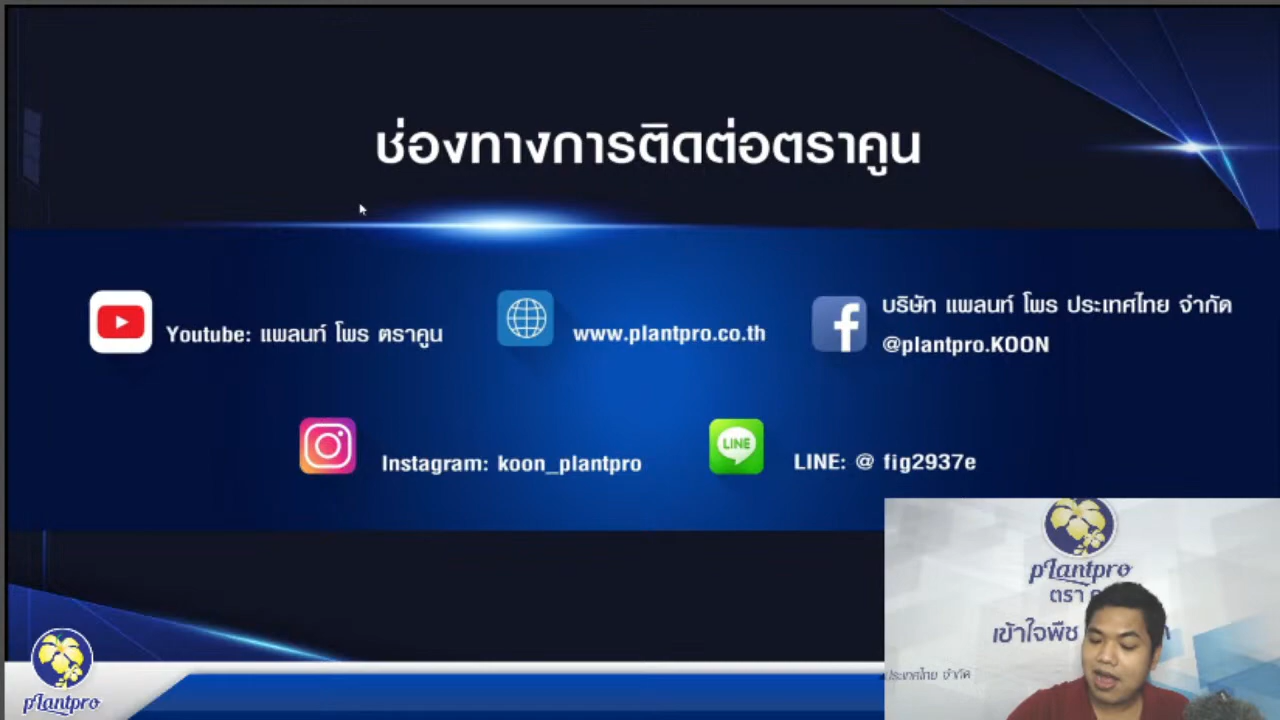 ช่องทางการติดต่อตราคูน
Youtube: แพลนท์ โพร ตราคูน
www.plantpro.co.th
บริษัท แพลนท์ โพร ประเทศไทย จำกัด
@plantpro.KOON
Instagram: koon_plantpro
LINE
LINE: @ fig2937e
plantpro
ตรา
เข้าใจพืช
ประเทศไทย จำกัด
plantpro